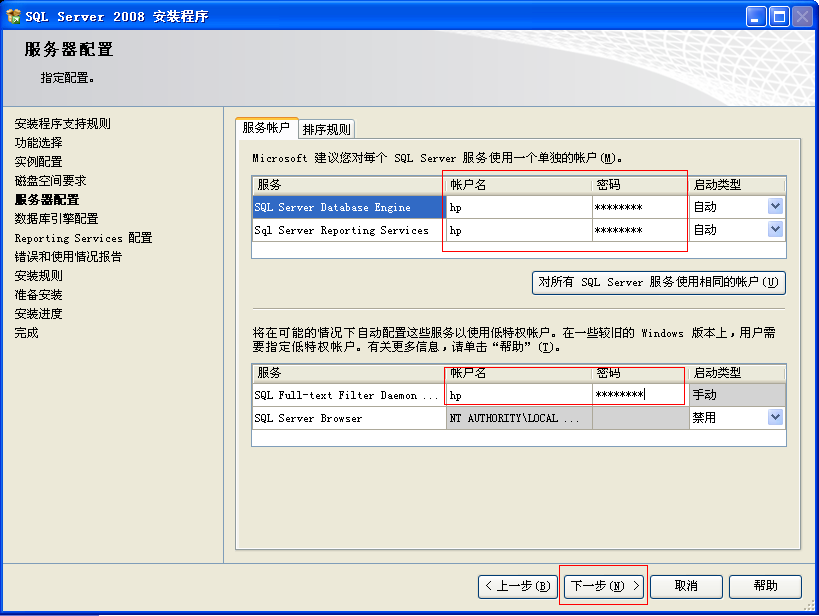 SQL Server 2008 安装程序
服务器配置
指定配置。
安装程序支持规则
功能选择
实例配置
磁盘空间要求
服务器配置
数据库引擎配置
Reporting Services 配置
错误和使用情况报告
安装规则
准备安装
安装进度
完成
服务帐户 排序规则
Microsoft 建议您对每个 SQL Server 服务使用一个单独的帐户(M)。
服务 帐户名 密码 启动类型
SQL Server Database Engine hp ******** 自动
Sql Server Reporting Services hp ******** 自动
对所有 SQL Server 服务使用相同的帐户(U)
将在可能的情况下自动配置这些服务以使用低特权帐户。在一些较旧的 Windows 版本上，用户需
要指定低特权帐户。有关更多信息，请单击“帮助”(T)。
服务 帐户名 密码 启动类型
SQL Full-text Filter Daemon ... hp ******** 手动
SQL Server Browser NT AUTHORITY\LOCAL ... 禁用
< 上一步(B) 下一步(N) > 取消 帮助